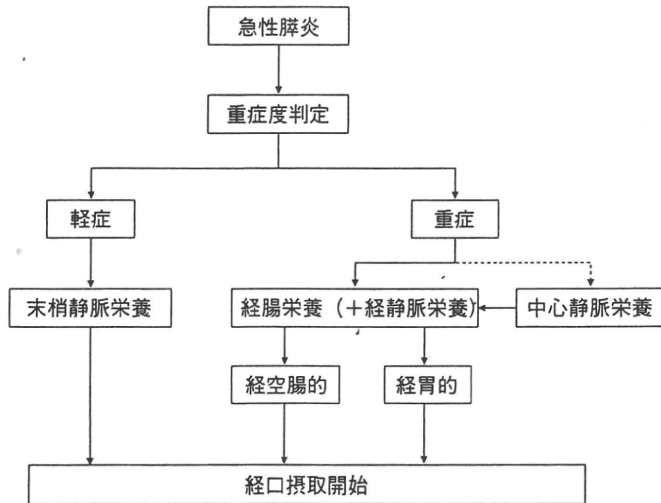 急性膵炎
重症度判定
軽症
重症
末梢静脈栄養
経腸栄養（＋経静脈栄養）
中心静脈栄養
経空腸的
経胃的
経口摂取開始